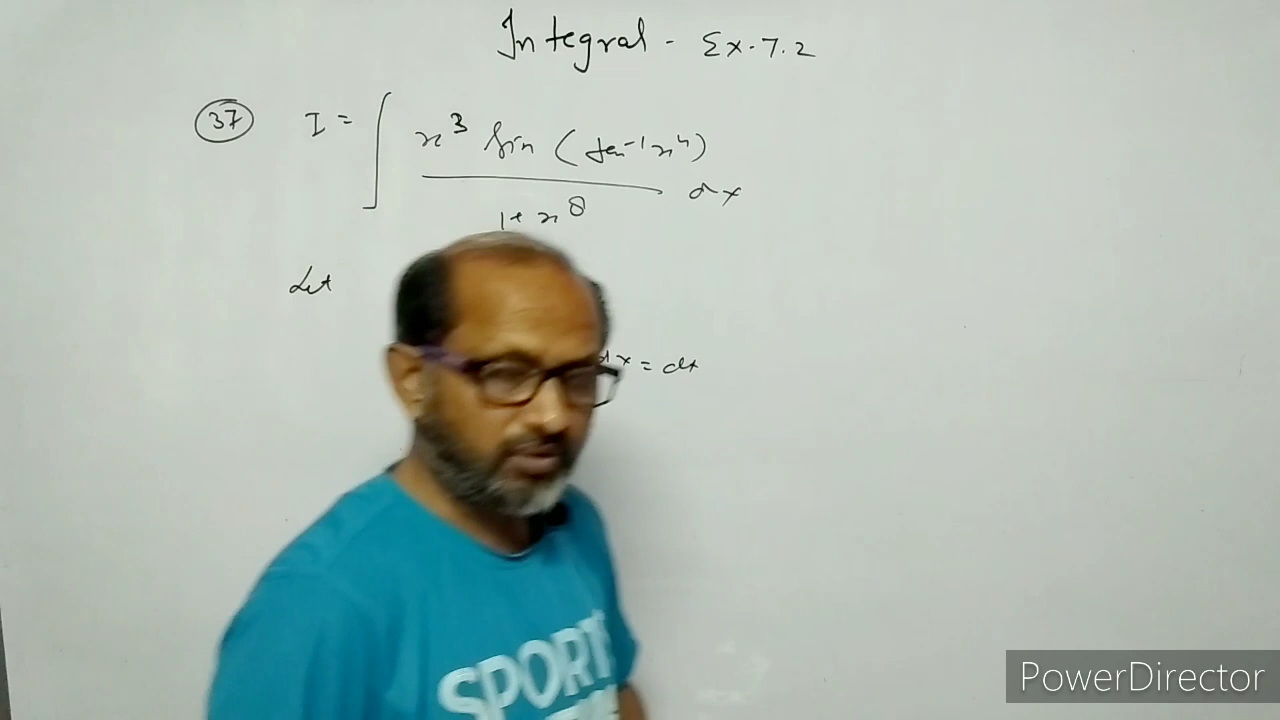 Integral - Ex. 7.2
(37) I = ∫ x³ sin (tan⁻¹x⁴) / 1+x⁸ dx
Let
dx = dt
SPORT
PowerDirector